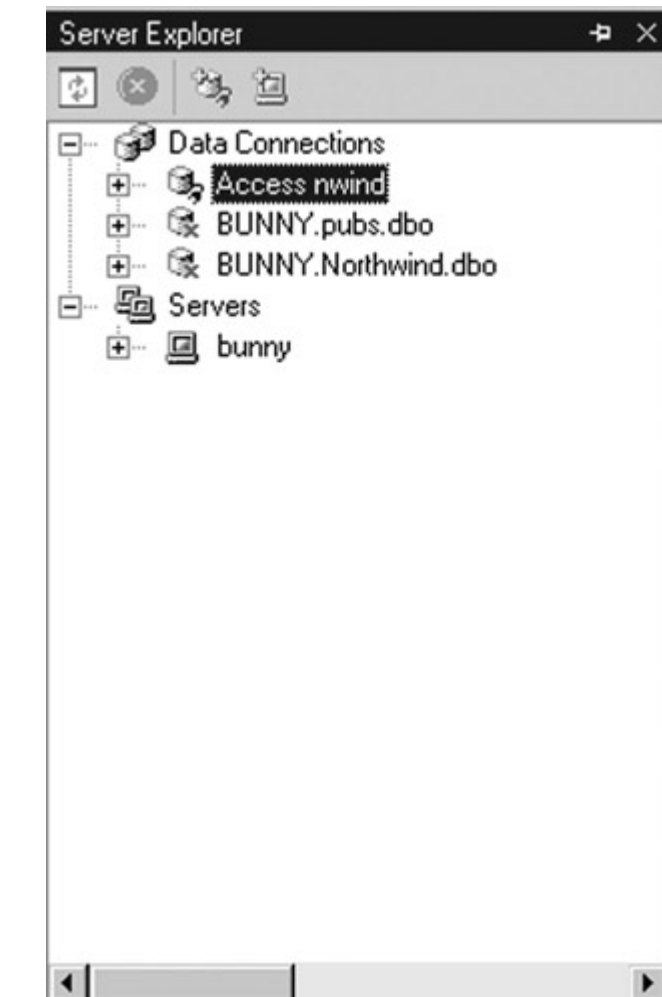 Server Explorer
Data Connections
Access nwind
BUNNY.pubs.dbo
BUNNY.Northwind.dbo
Servers
bunny